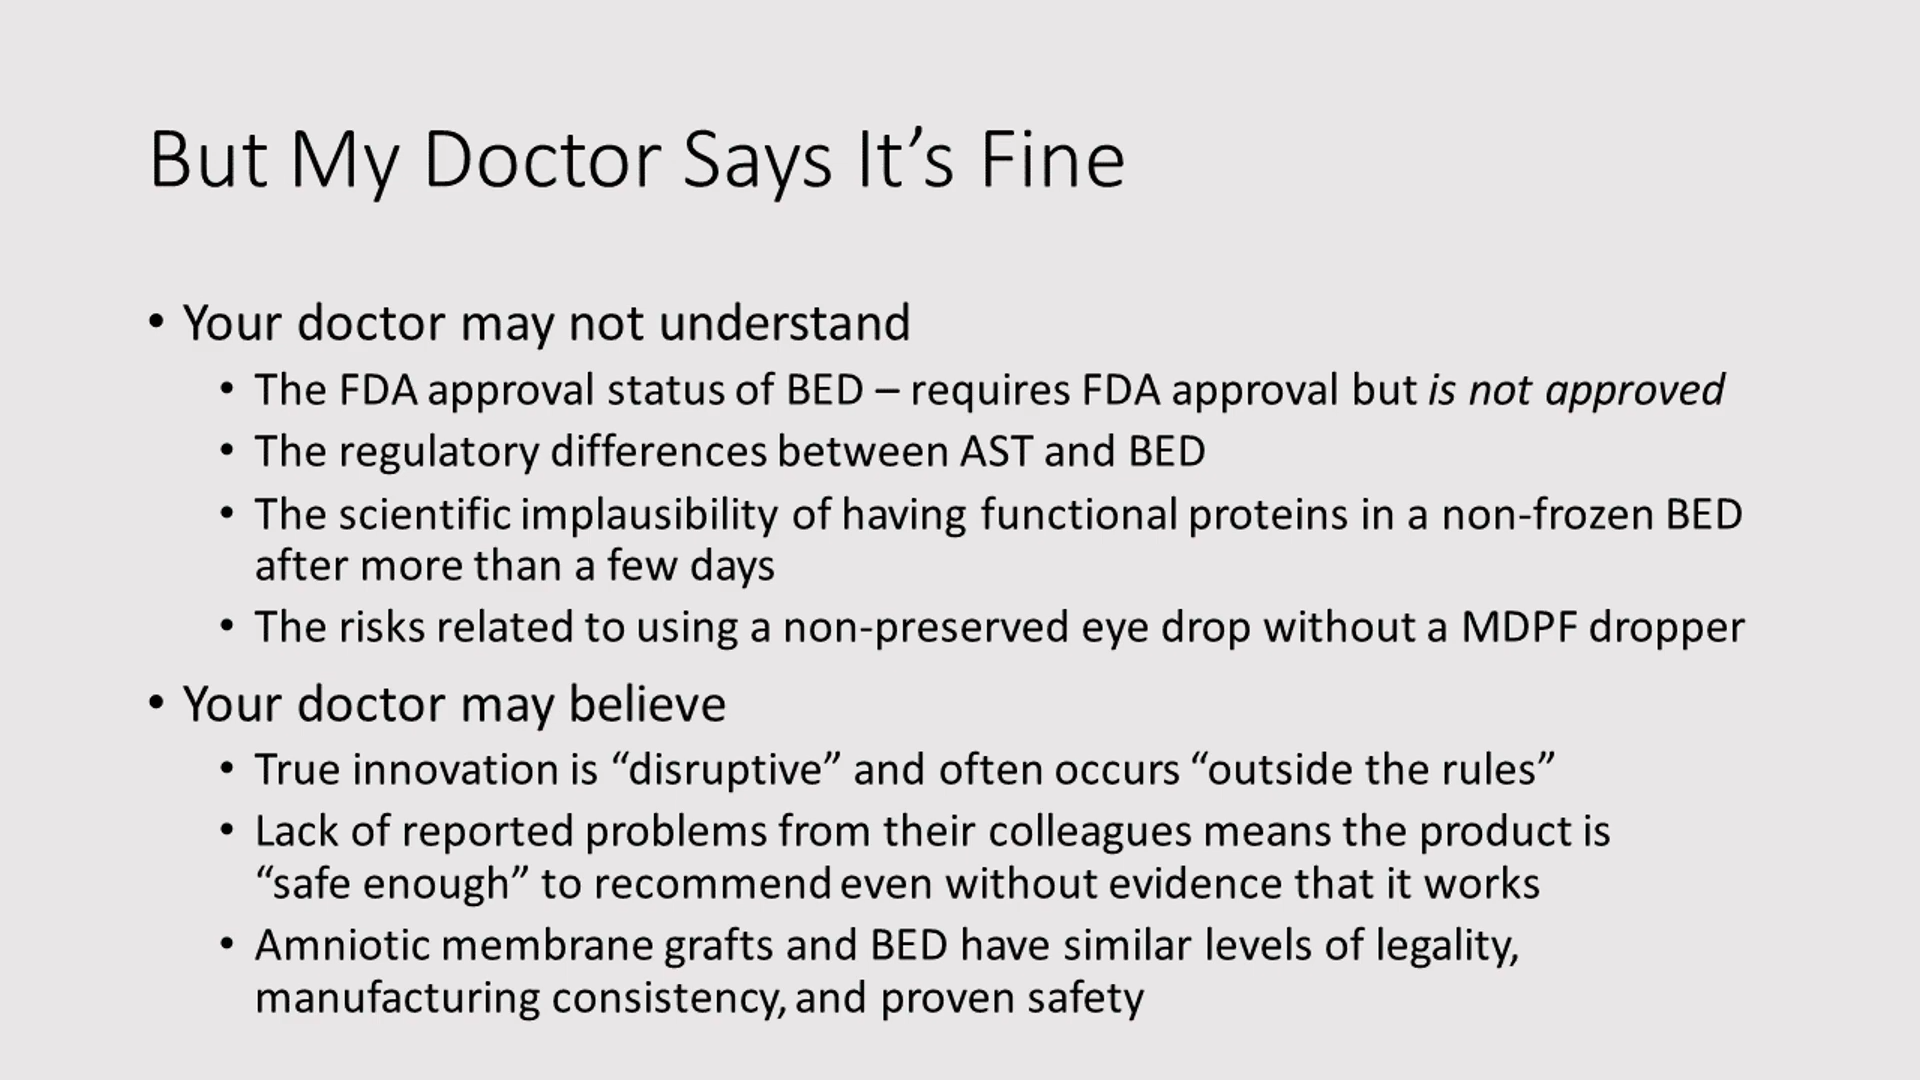 But My Doctor Says It’s Fine
• Your doctor may not understand
• The FDA approval status of BED – requires FDA approval but is not approved
• The regulatory differences between AST and BED
• The scientific implausibility of having functional proteins in a non-frozen BED
after more than a few days
• The risks related to using a non-preserved eye drop without a MDPF dropper
• Your doctor may believe
• True innovation is “disruptive” and often occurs “outside the rules”
• Lack of reported problems from their colleagues means the product is
“safe enough” to recommend even without evidence that it works
• Amniotic membrane grafts and BED have similar levels of legality,
manufacturing consistency, and proven safety